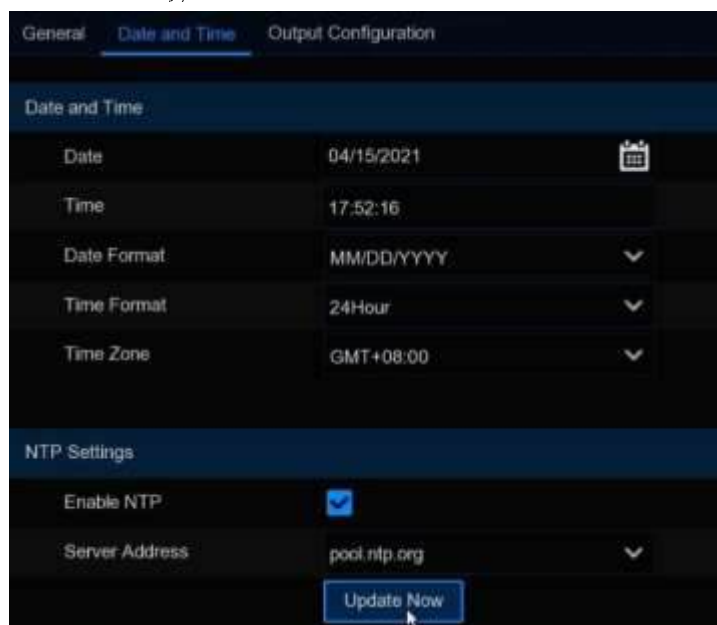 General Date and Time Output Configuration
Date and Time
Date 04/15/2021
Time 17:52:16
Date Format MM/DD/YYYY
Time Format 24Hour
Time Zone GMT+08:00
NTP Settings
Enable NTP
Server Address pool.ntp.org
Update Now